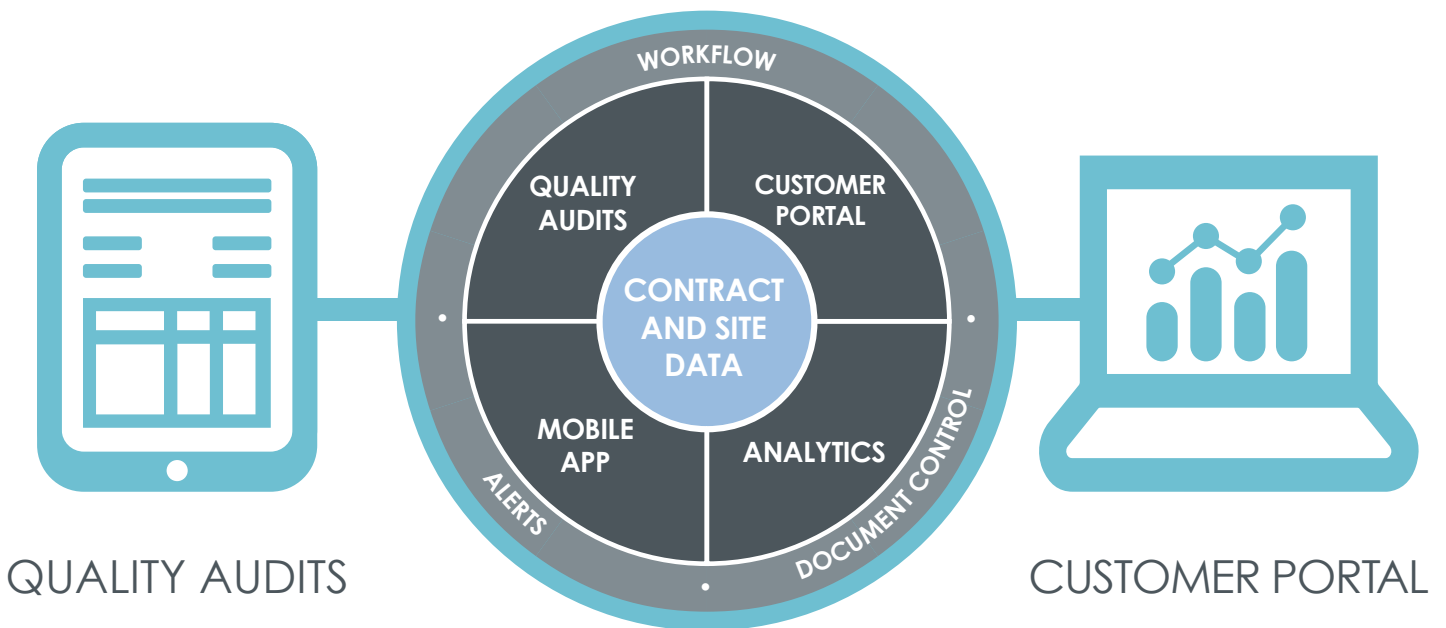 WORKFLOW
QUALITY
AUDITS
CUSTOMER
PORTAL
CONTRACT
AND SITE
DATA
MOBILE
APP
ANALYTICS
ALERTS
DOCUMENT CONTROL
QUALITY AUDITS
CUSTOMER PORTAL